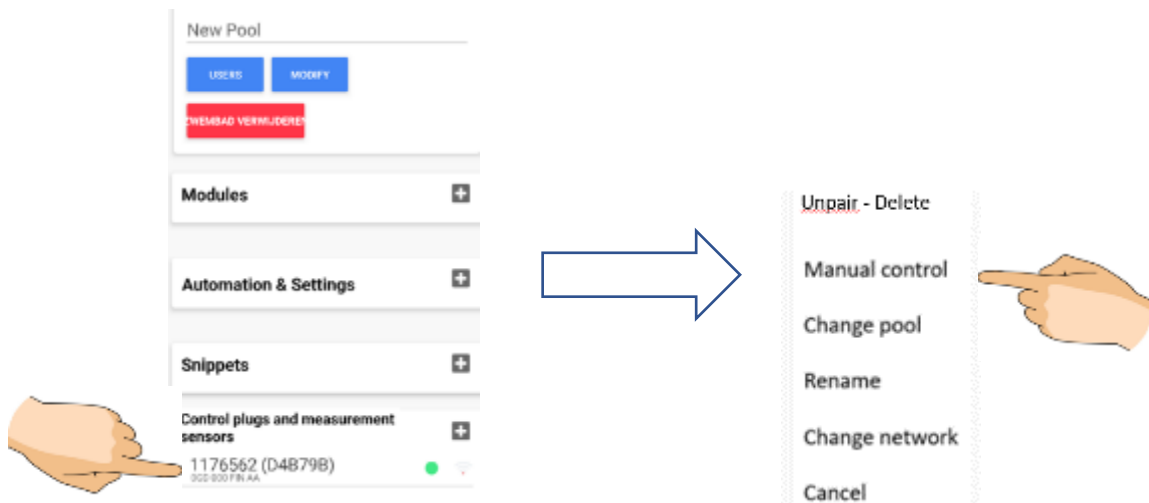 New Pool
USERS
MODIFY
ZWEMBAD VERWIJDEREN
Modules
Automation & Settings
Snippets
Control plugs and measurement
sensors
1176562 (D4B79B)
Unpair - Delete
Manual control
Change pool
Rename
Change network
Cancel